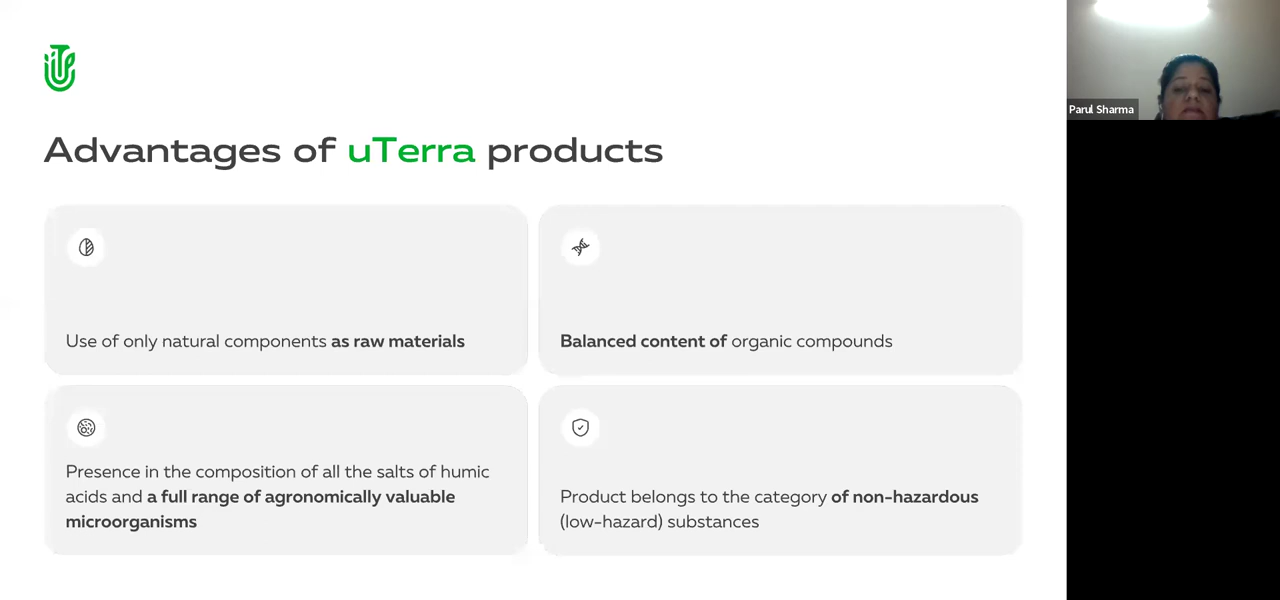 Advantages of uTerra products
Use of only natural components as raw materials
Balanced content of organic compounds
Presence in the composition of all the salts of humic
acids and a full range of agronomically valuable
microorganisms
Product belongs to the category of non-hazardous
(low-hazard) substances
Parul Sharma